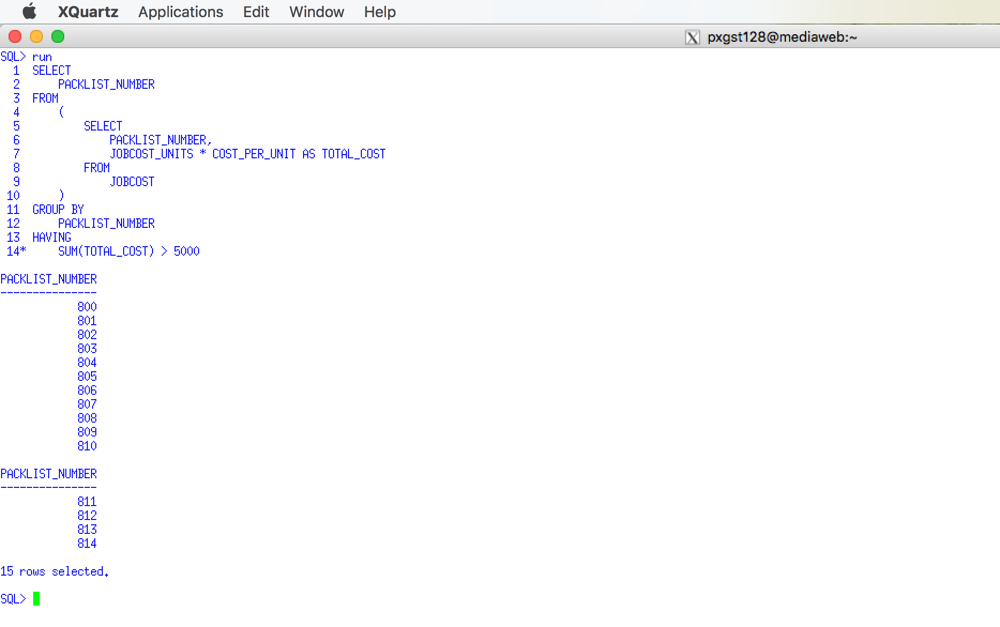 XQuartz Applications Edit Window Help
X pxgst128@mediaweb:~
SQL> run
  1  SELECT
  2      PACKLIST_NUMBER
  3  FROM
  4      (
  5          SELECT
  6              PACKLIST_NUMBER,
  7              JOBCOST_UNITS * COST_PER_UNIT AS TOTAL_COST
  8          FROM
  9              JOBCOST
 10      )
 11  GROUP BY
 12      PACKLIST_NUMBER
 13  HAVING
 14*     SUM(TOTAL_COST) > 5000
PACKLIST_NUMBER
---------------
            800
            801
            802
            803
            804
            805
            806
            807
            808
            809
            810
PACKLIST_NUMBER
---------------
            811
            812
            813
            814
15 rows selected.
SQL>